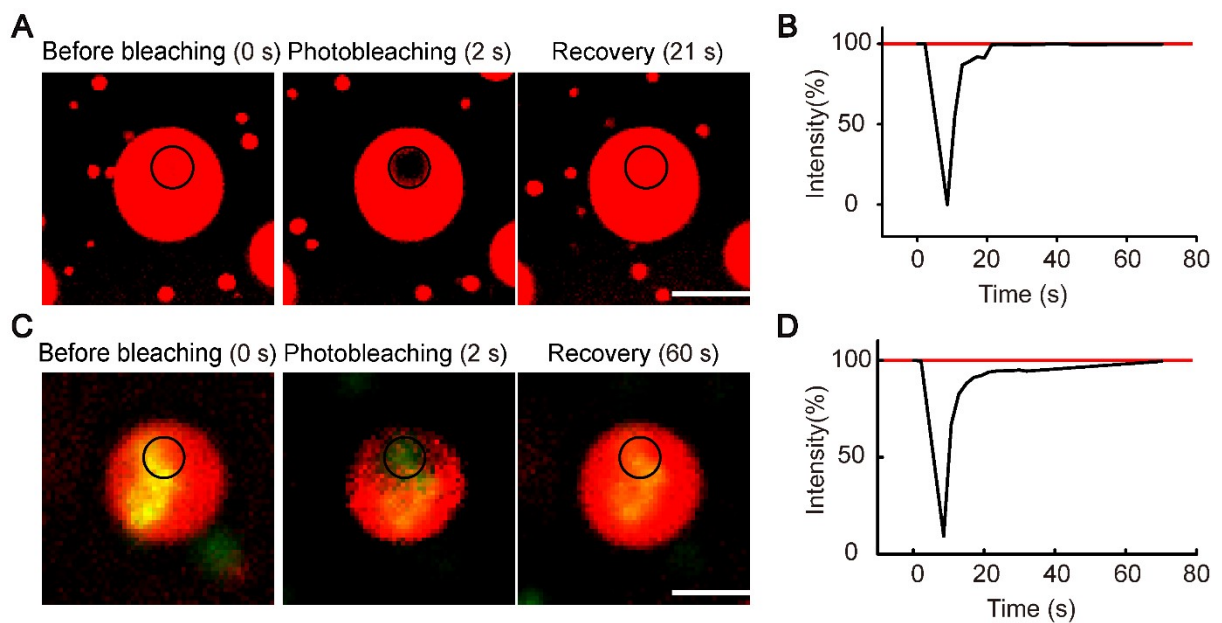 A
Before bleaching (0 s) Photobleaching (2 s) Recovery (21 s)
B
100
50
0
Intensity(%)
0 20 40 60 80
Time (s)
C
Before bleaching (0 s) Photobleaching (2 s) Recovery (60 s)
D
100
50
0
Intensity(%)
0 20 40 60 80
Time (s)